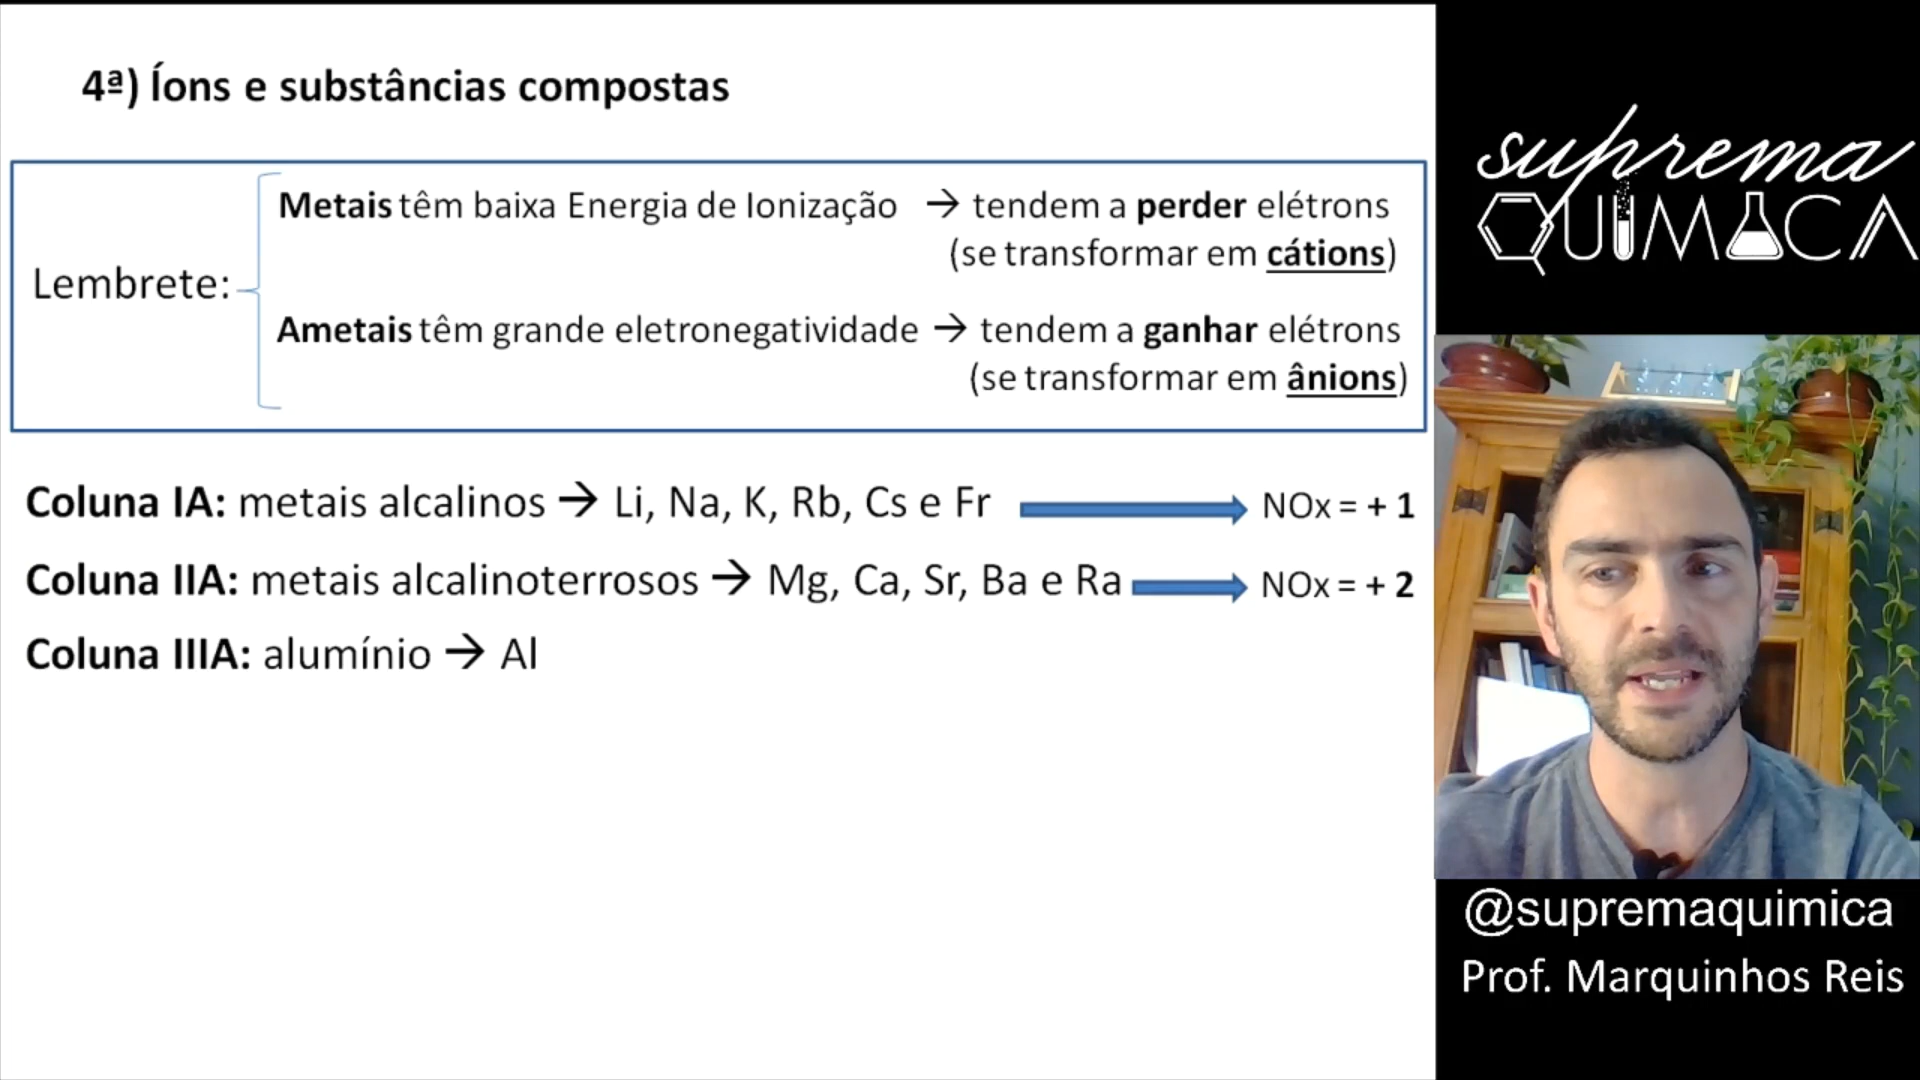 4ª) Íons e substâncias compostas
Lembrete:
Metais têm baixa Energia de Ionização → tendem a perder elétrons
(se transformar em cátions)
Ametais têm grande eletronegatividade → tendem a ganhar elétrons
(se transformar em ânions)
Coluna IA: metais alcalinos → Li, Na, K, Rb, Cs e Fr NOx = + 1
Coluna IIA: metais alcalinoterrosos → Mg, Ca, Sr, Ba e Ra NOx = + 2
Coluna IIIA: alumínio → Al
suprema
QUIMICA
@supremaquimica
Prof. Marquinhos Reis